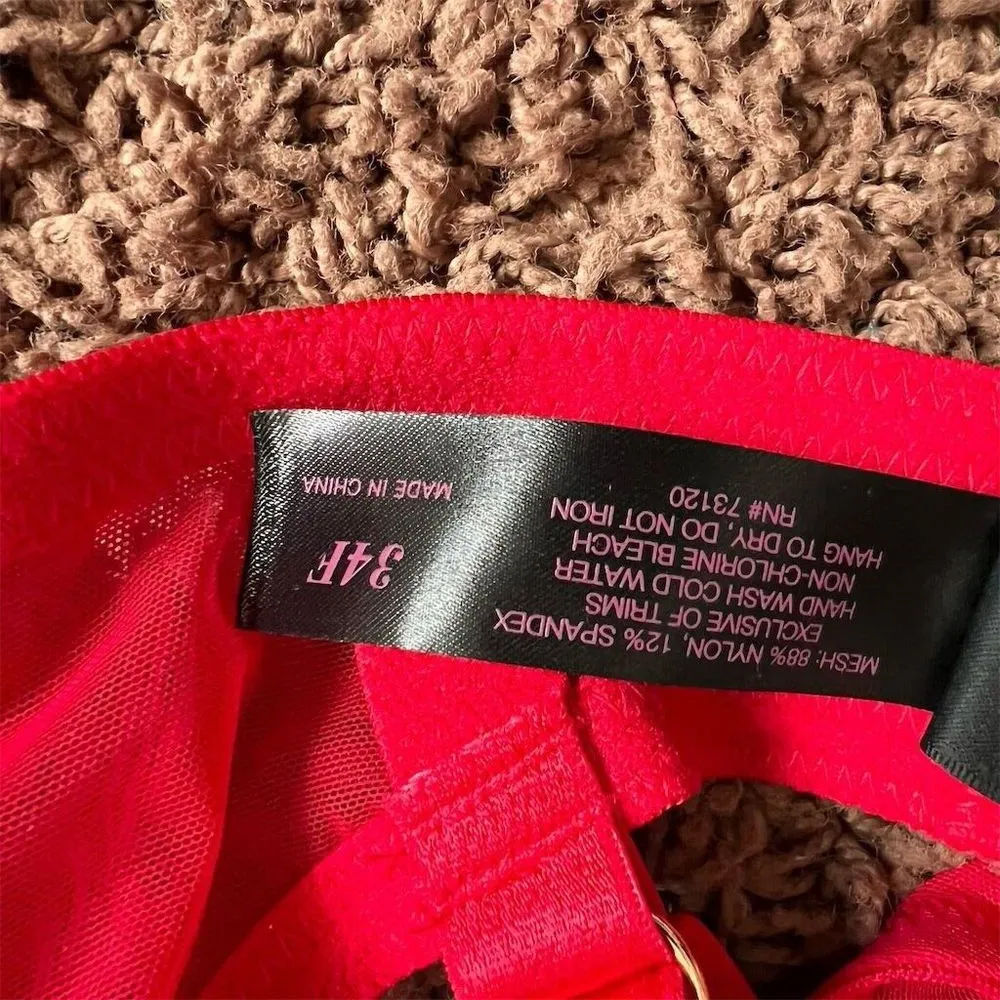 MESH: 88% NYLON, 12% SPANDEX
EXCLUSIVE OF TRIMS
HAND WASH COLD WATER
NON-CHLORINE BLEACH
HANG TO DRY, DO NOT IRON
RN# 73120
34F
MADE IN CHINA